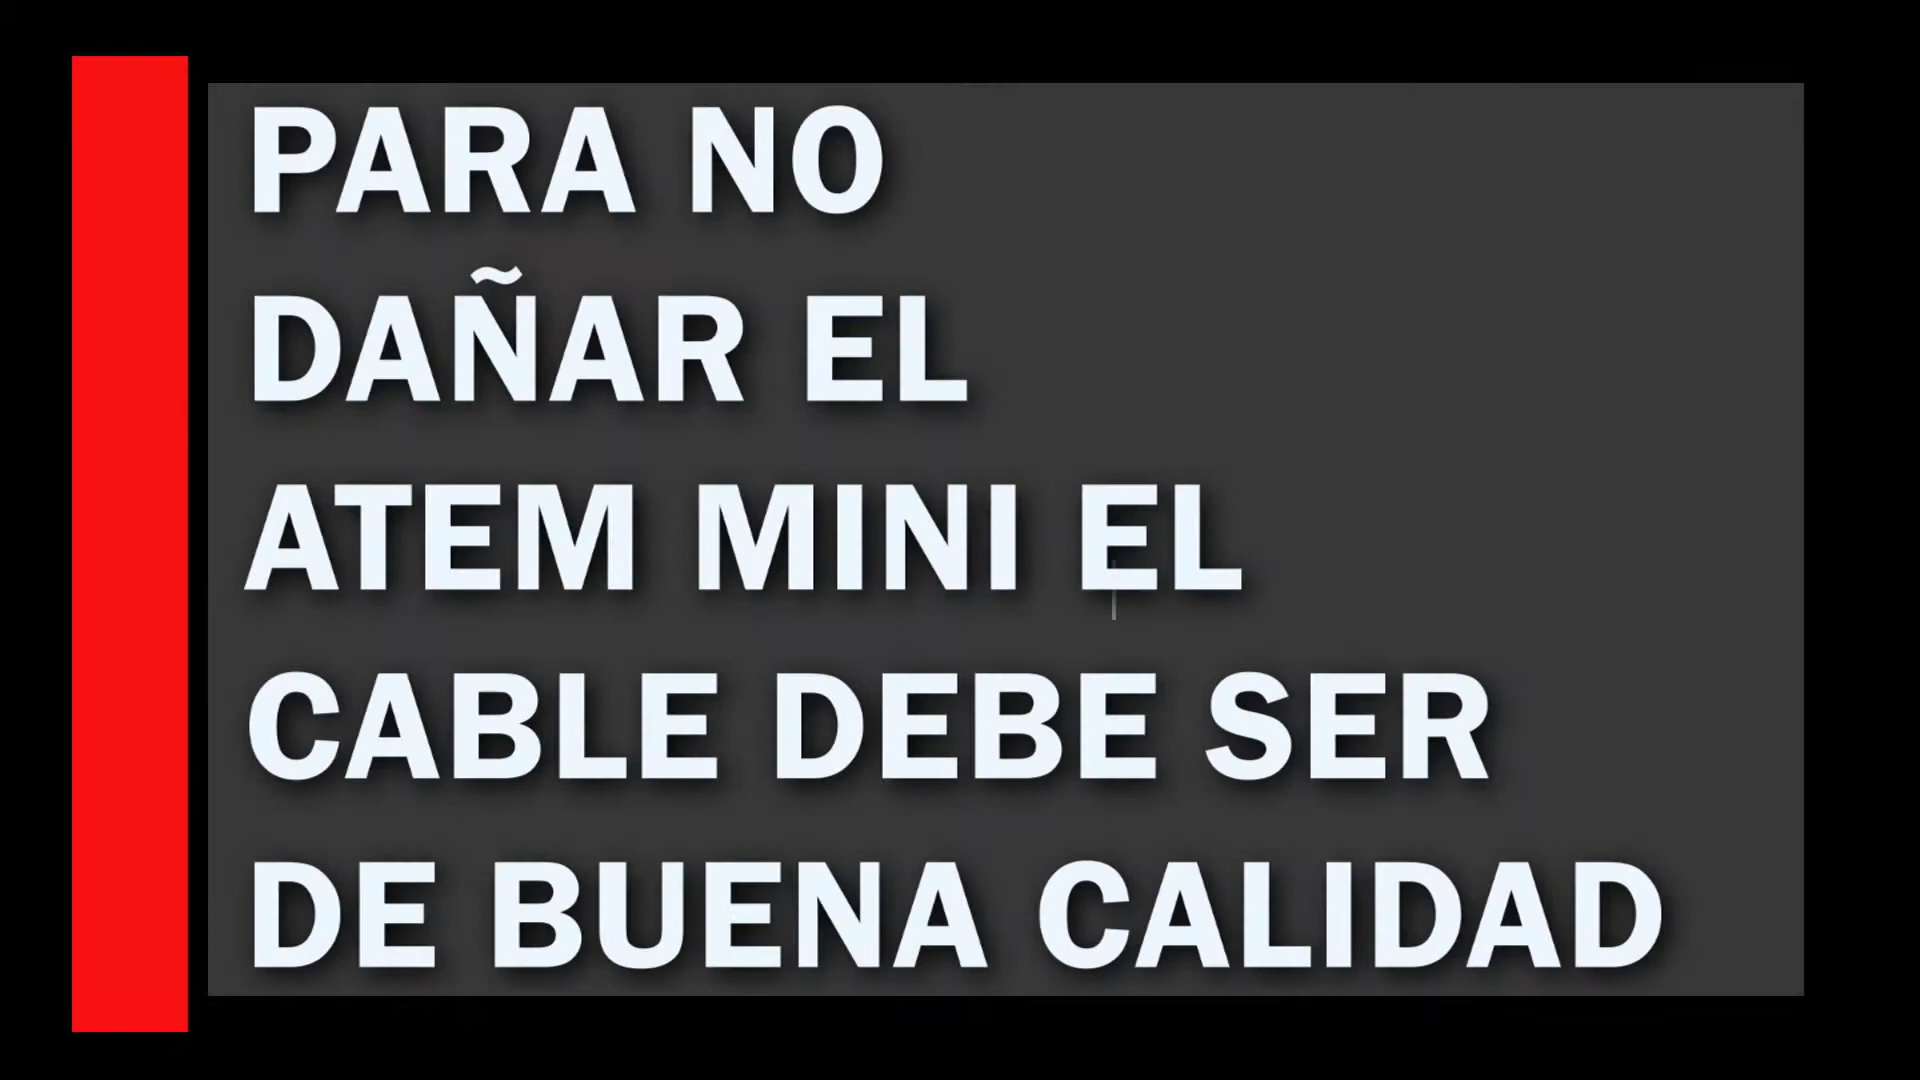 PARA NO
DAÑAR EL
ATEM MINI EL
CABLE DEBE SER
DE BUENA CALIDAD